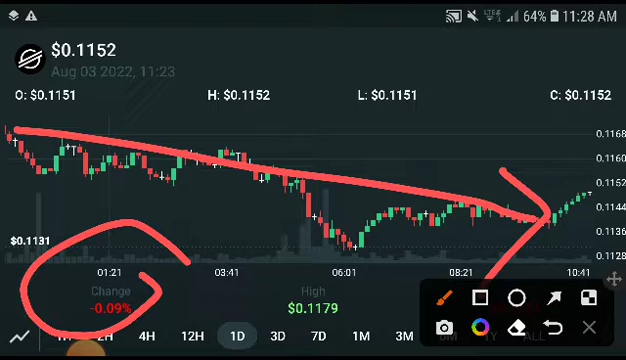 64% 11:28 AM
$0.1152
Aug 03 2022, 11:23
O: $0.1151 H: $0.1152 L: $0.1151 C: $0.1152
0.1168
0.1160
0.1152
0.1144
0.1136
$0.1131
0.1128
01:21 03:41 06:01 08:21 10:41
Change High
-0.09% $0.1179
4H 12H 1D 3D 7D 1M 3M